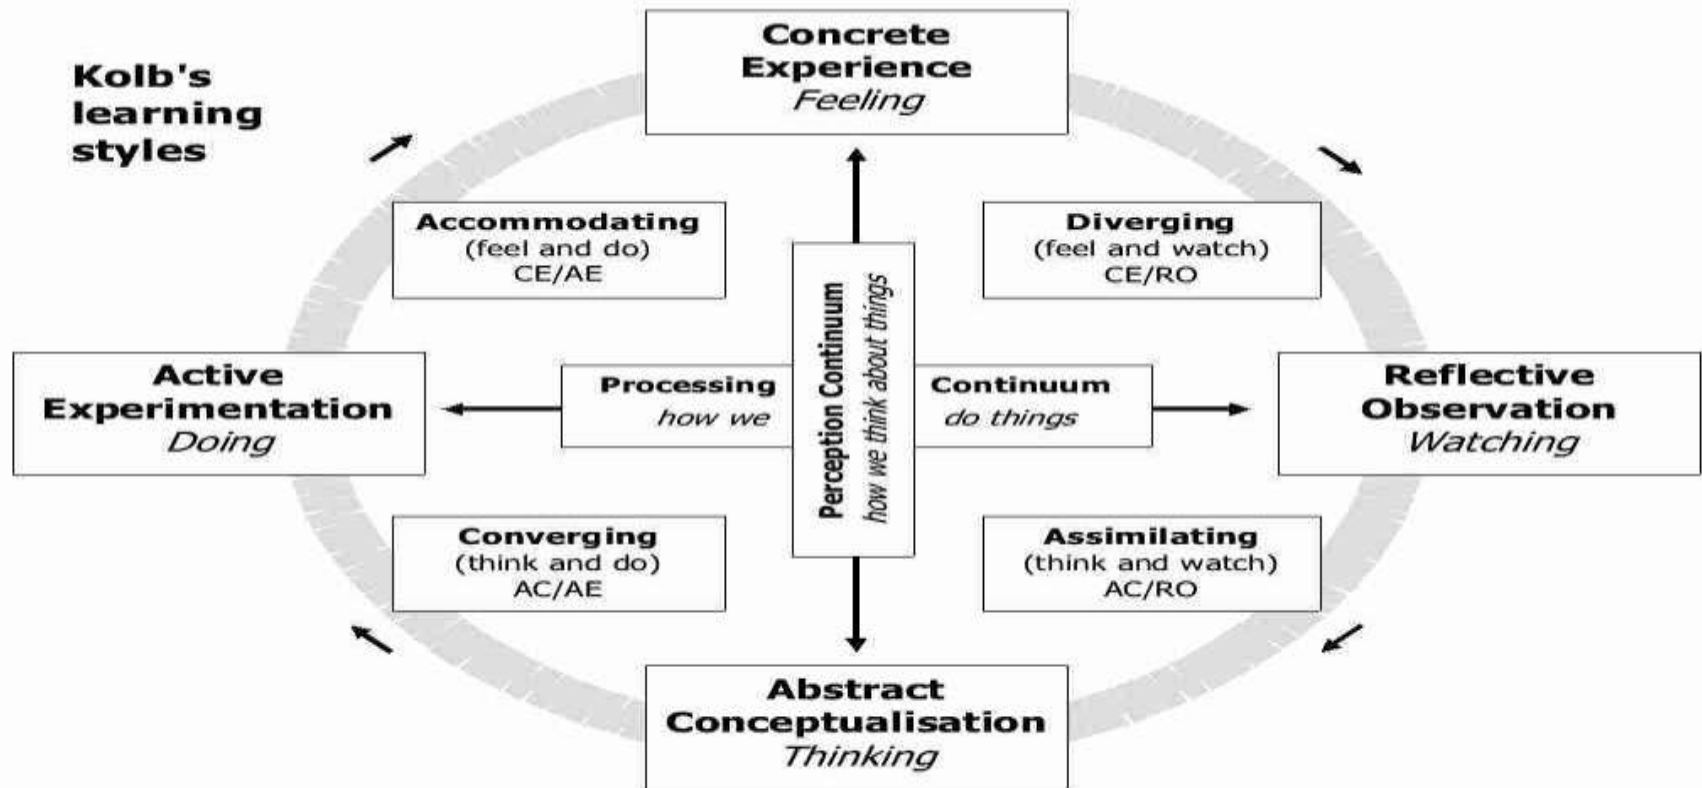 Kolb's
learning
styles
Concrete
Experience
Feeling
Accommodating
(feel and do)
CE/AE
Diverging
(feel and watch)
CE/RO
Active
Experimentation
Doing
Processing
how we
Perception Continuum
how we think about things
Continuum
do things
Reflective
Observation
Watching
Converging
(think and do)
AC/AE
Assimilating
(think and watch)
AC/RO
Abstract
Conceptualisation
Thinking